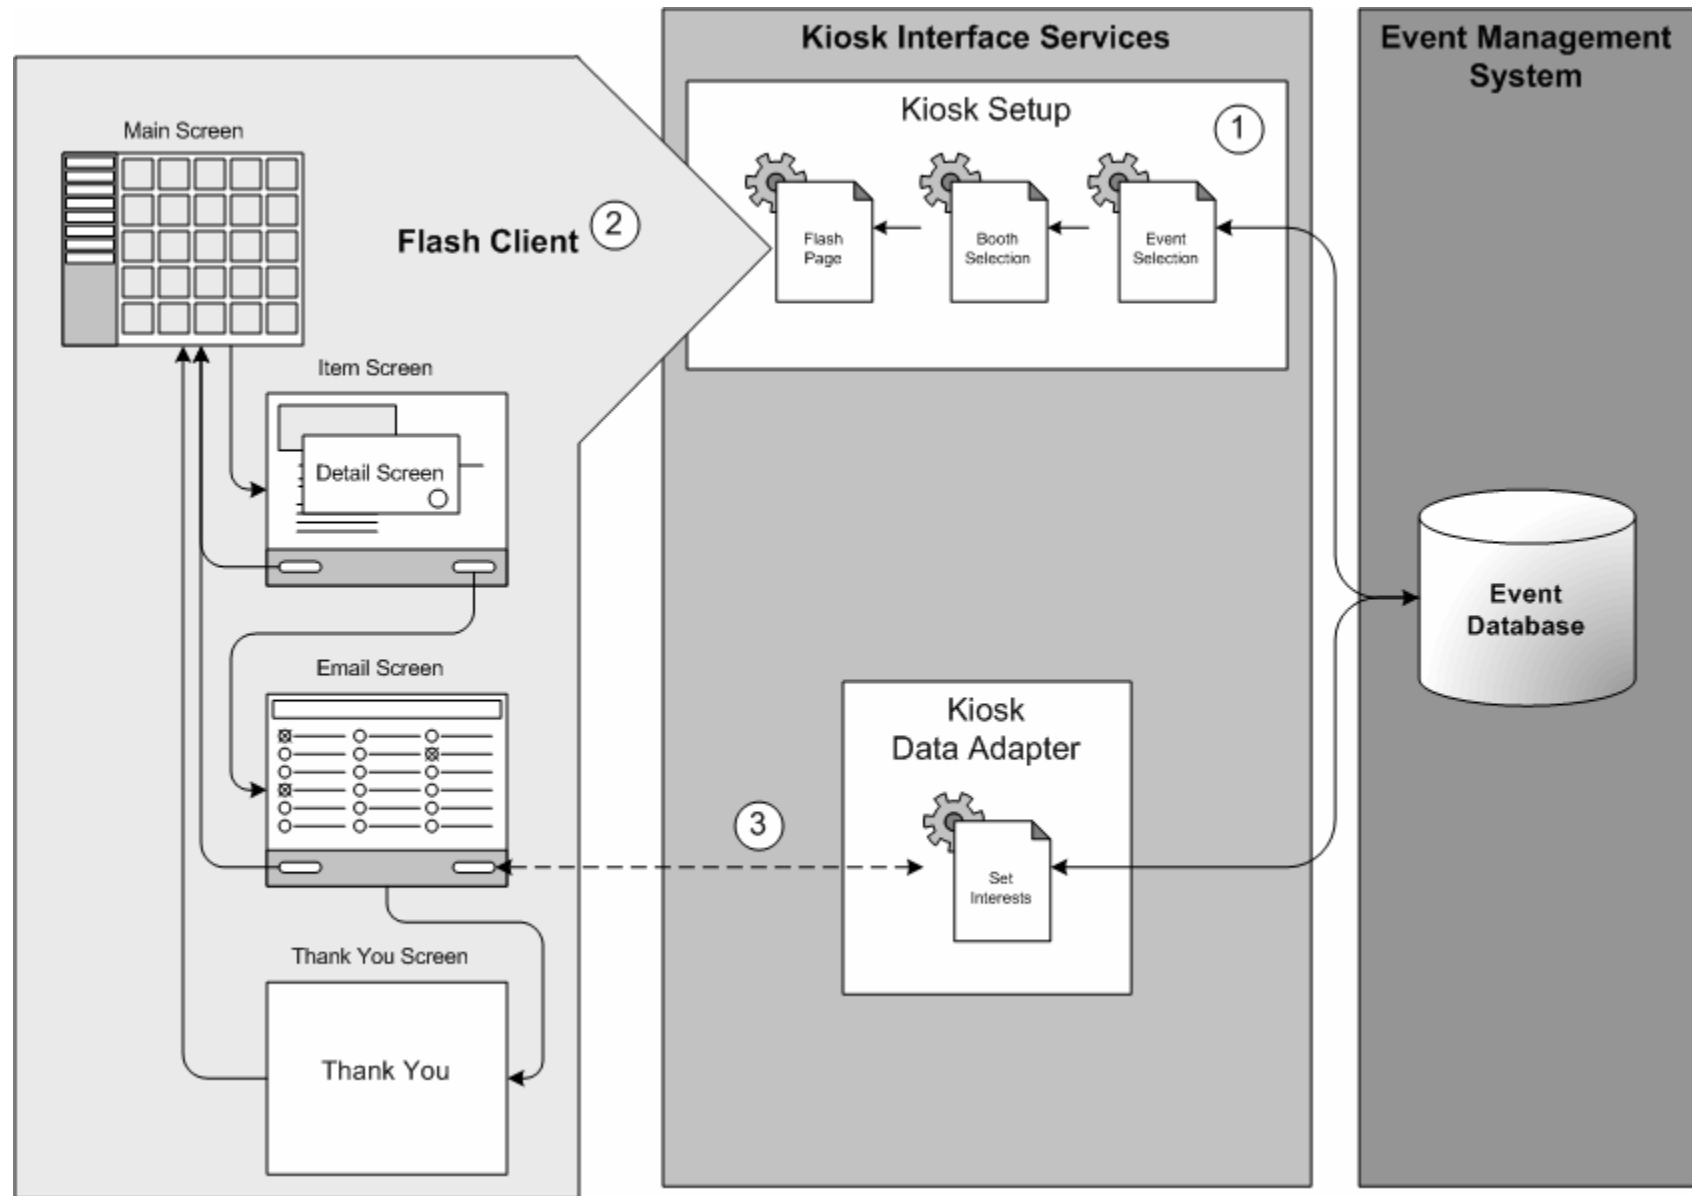 Kiosk Interface Services
Event Management
System
Kiosk Setup
1
Main Screen
Flash Client
2
Flash
Page
Booth
Selection
Event
Selection
Item Screen
Detail Screen
Event
Database
Email Screen
Kiosk
Data Adapter
3
Set
Interests
Thank You Screen
Thank You